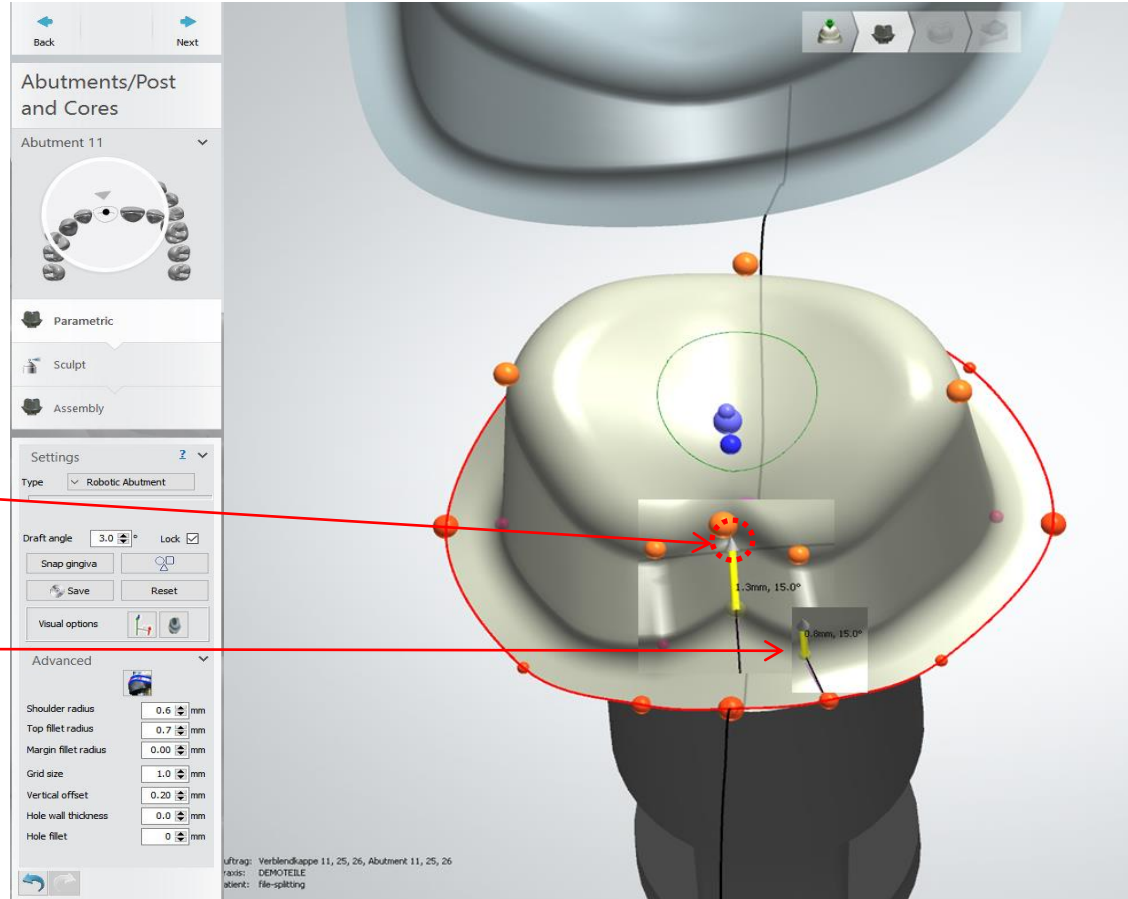 Back
Next
Abutments/Post
and Cores
Abutment 11
Parametric
Sculpt
Assembly
Settings ?
Type Robotic Abutment
Draft angle 3.0 ° Lock
Snap gingiva
Save Reset
Visual options
Advanced
Shoulder radius 0.6 mm
Top fillet radius 0.7 mm
Margin fillet radius 0.00 mm
Grid size 1.0 mm
Vertical offset 0.20 mm
Hole wall thickness 0.0 mm
Hole fillet 0 mm
1.3mm, 15.0°
0.8mm, 15.0°
uftrag: Verblendkappe 11, 25, 26, Abutment 11, 25, 26
raxis: DEMOTEILE
atient: file-splitting